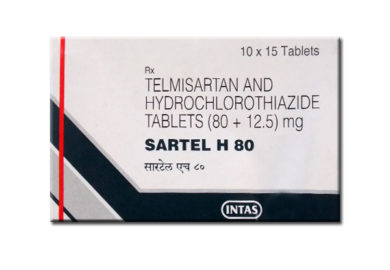 10 x 15 Tablets
Rx
TELMISARTAN AND
HYDROCHLOROTHIAZIDE
TABLETS (80 + 12.5) mg
SARTEL H 80
सारटेल एच ८०
INTAS